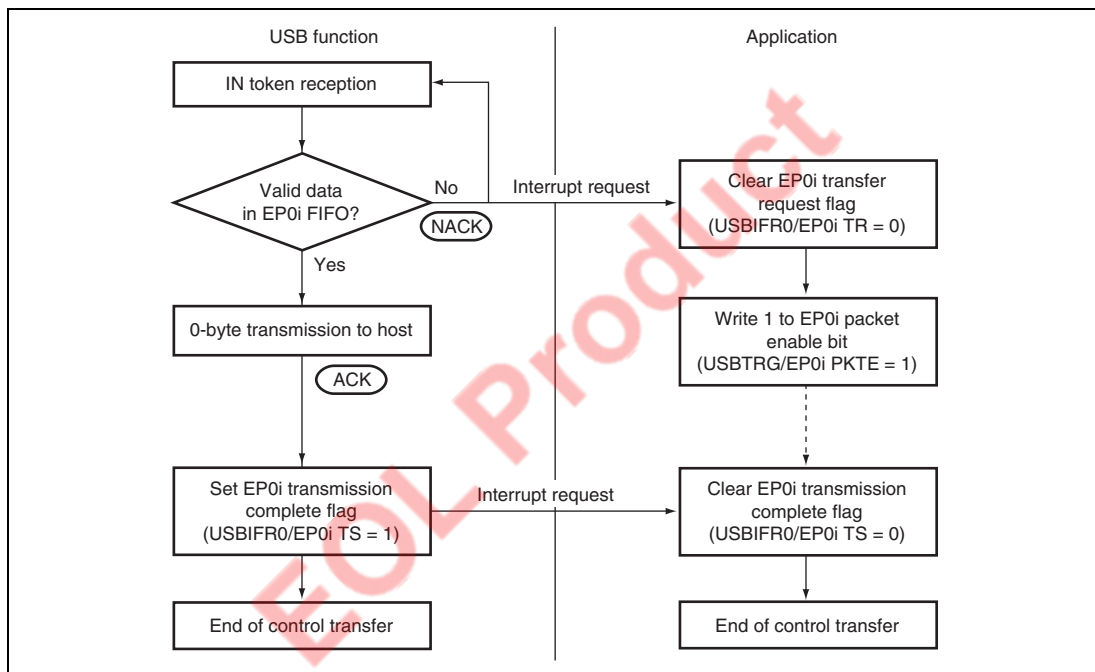 USB function
Application
IN token reception
Valid data
in EP0i FIFO?
No
NACK
Interrupt request
Clear EP0i transfer
request flag
(USBIFR0/EP0i TR = 0)
Yes
0-byte transmission to host
Write 1 to EP0i packet
enable bit
(USBTRG/EP0i PKTE = 1)
ACK
Set EP0i transmission
complete flag
(USBIFR0/EP0i TS = 1)
Interrupt request
Clear EP0i transmission
complete flag
(USBIFR0/EP0i TS = 0)
End of control transfer
End of control transfer
EOL Product